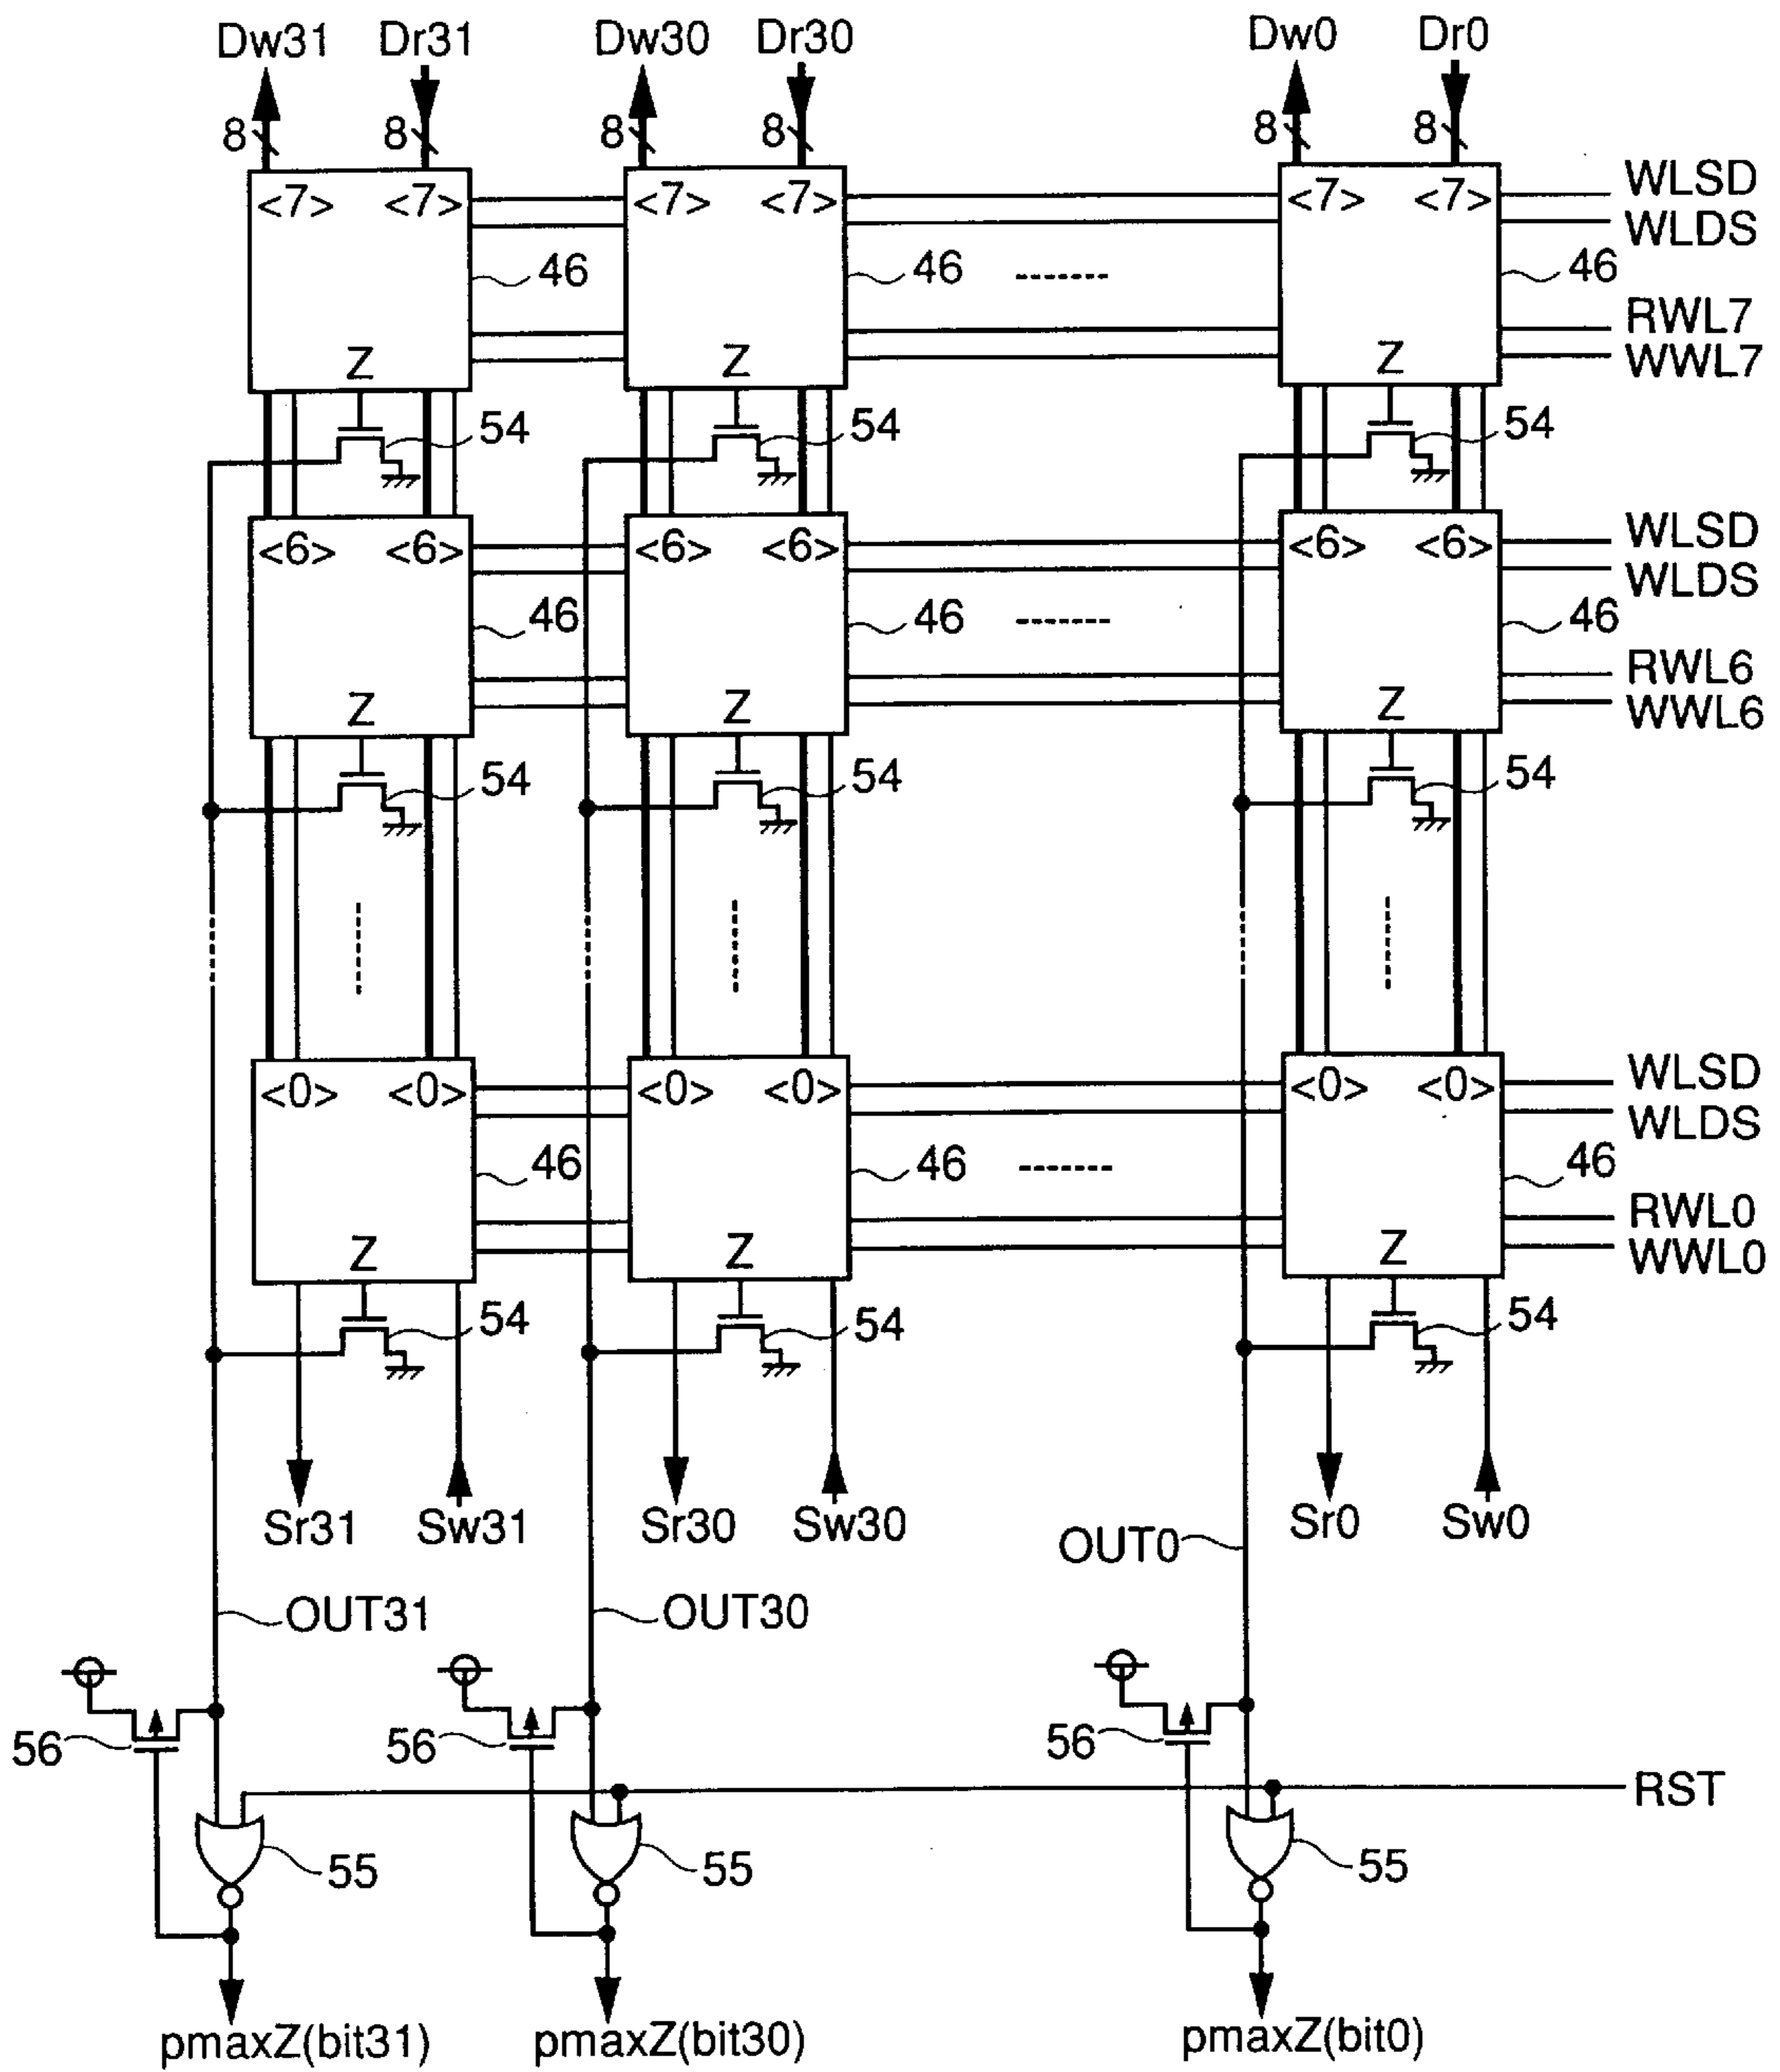 Dw31 Dr31 Dw30 Dr30 Dw0 Dr0
8 8 8 8 8 8
<7> <7> <7> <7> <7> <7> WLSD
WLDS
46 46 46
RWL7
Z Z Z WWL7
54 54 54
<6> <6> <6> <6> <6> <6> WLSD
WLDS
46 46 46
RWL6
Z Z Z WWL6
54 54 54
<0> <0> <0> <0> <0> <0> WLSD
WLDS
46 46 46
RWL0
Z Z Z WWL0
54 54 54
Sr31 Sw31 Sr30 Sw30 Sr0 Sw0
OUT0
OUT31 OUT30
56 56 56
RST
55 55 55
pmaxZ(bit31) pmaxZ(bit30) pmaxZ(bit0)